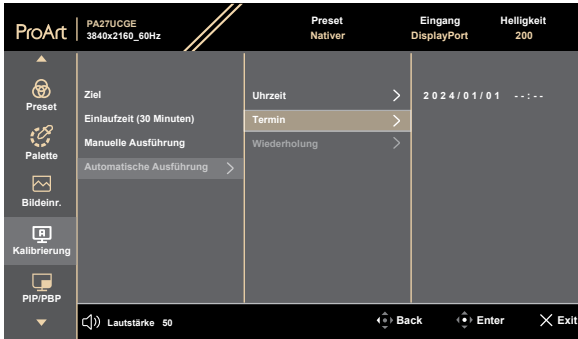 ProArt
PA27UCGE
3840x2160_60Hz
Preset
Nativer
Eingang
DisplayPort
Helligkeit
200
Preset
Palette
Bildeinr.
Kalibrierung
PIP/PBP
Ziel
Einlaufzeit (30 Minuten)
Manuelle Ausführung
Automatische Ausführung
Uhrzeit
Termin
Wiederholung
2024/01/01 --:--
Lautstärke 50
Back
Enter
Exit